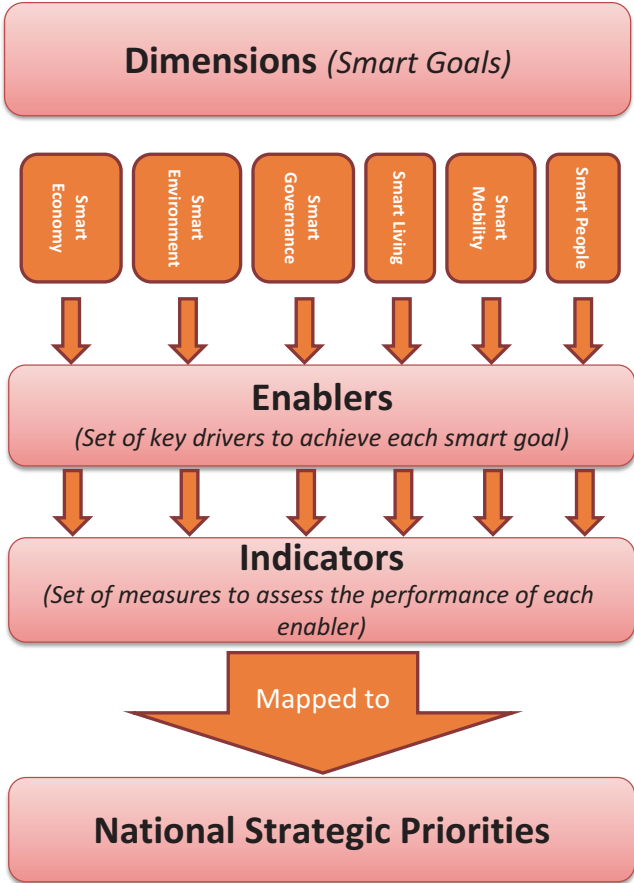 Dimensions (Smart Goals)
Smart
Economy
Smart
Environment
Smart
Governance
Smart Living
Smart
Mobility
Smart People
Enablers
(Set of key drivers to achieve each smart goal)
Indicators
(Set of measures to assess the performance of each
enabler)
Mapped to
National Strategic Priorities